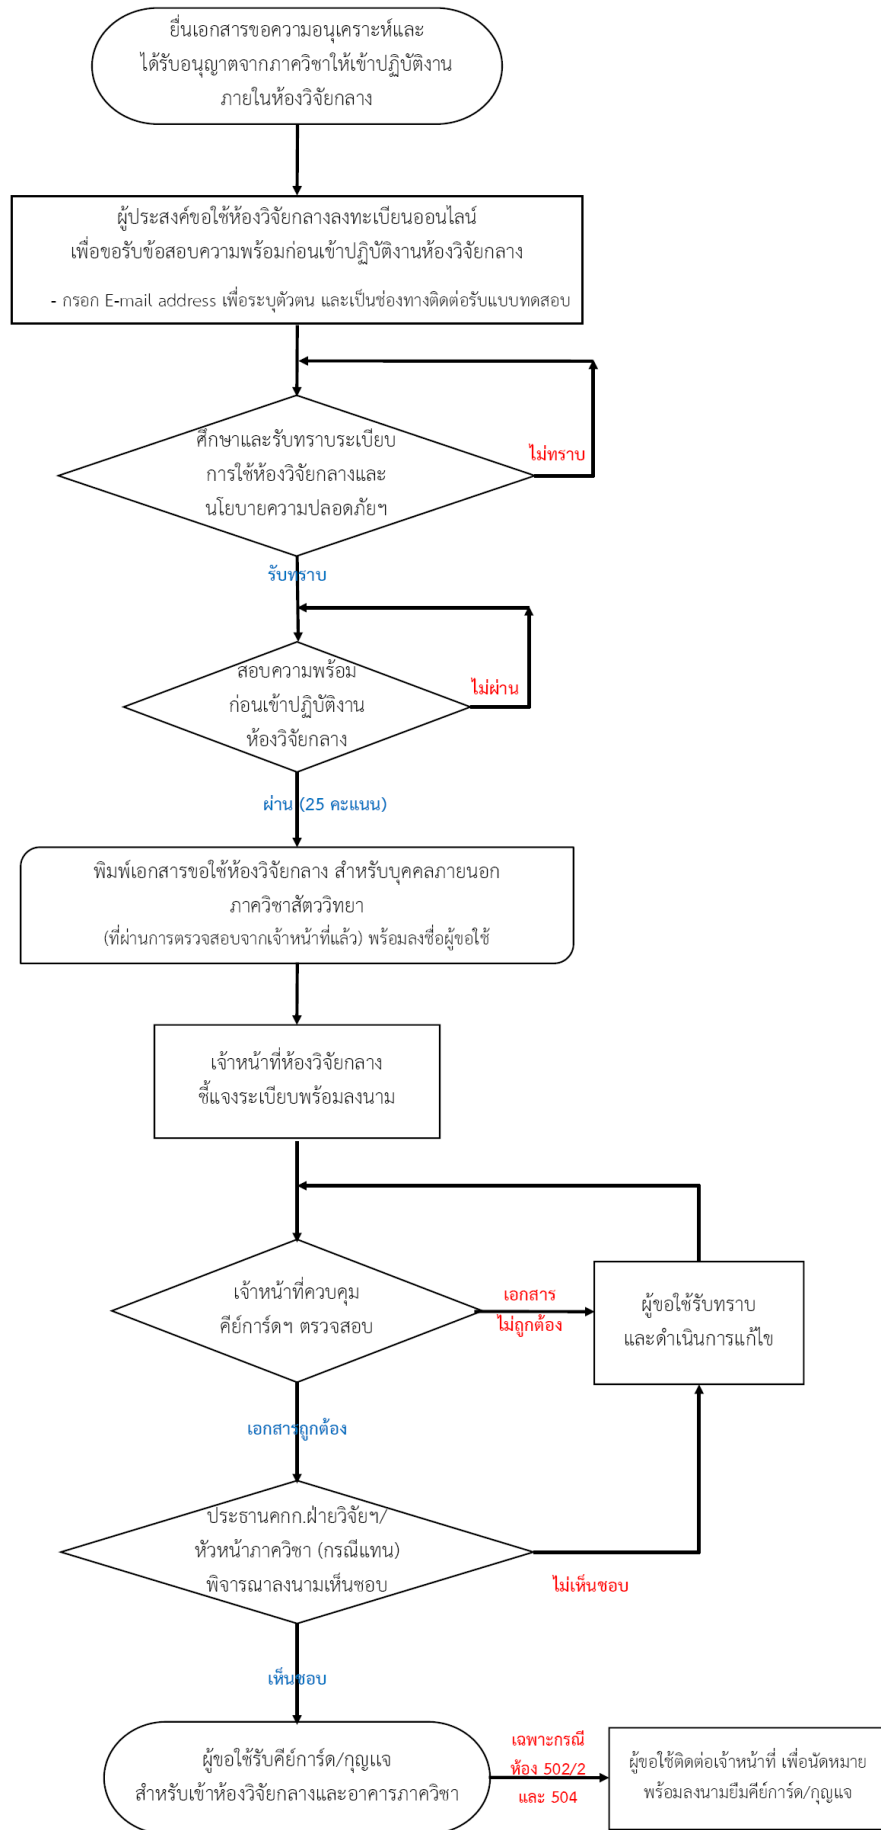 ยื่นเอกสารขอความอนุเคราะห์และ
ได้รับอนุญาตจากภาควิชาให้เข้าปฏิบัติงาน
ภายในห้องวิจัยกลาง
ผู้ประสงค์ขอใช้ห้องวิจัยกลางลงทะเบียนออนไลน์
เพื่อขอรับข้อสอบความพร้อมก่อนเข้าปฏิบัติงานห้องวิจัยกลาง
- กรอก E-mail address เพื่อระบุตัวตน และเป็นช่องทางติดต่อรับแบบทดสอบ
ศึกษาและรับทราบระเบียบ
การใช้ห้องวิจัยกลางและ
นโยบายความปลอดภัยฯ
ไม่ทราบ
รับทราบ
สอบความพร้อม
ก่อนเข้าปฏิบัติงาน
ห้องวิจัยกลาง
ไม่ผ่าน
ผ่าน (25 คะแนน)
พิมพ์เอกสารขอใช้ห้องวิจัยกลาง สำหรับบุคคลภายนอก
ภาควิชาสัตววิทยา
(ที่ผ่านการตรวจสอบจากเจ้าหน้าที่แล้ว) พร้อมลงชื่อผู้ขอใช้
เจ้าหน้าที่ห้องวิจัยกลาง
ชี้แจงระเบียบพร้อมลงนาม
เจ้าหน้าที่ควบคุม
คีย์การ์ดฯ ตรวจสอบ
เอกสาร
ไม่ถูกต้อง
ผู้ขอใช้รับทราบ
และดำเนินการแก้ไข
เอกสารถูกต้อง
ประธานคกก.ฝ่ายวิจัยฯ/
หัวหน้าภาควิชา (กรณีแทน)
พิจารณาลงนามเห็นชอบ
ไม่เห็นชอบ
เห็นชอบ
ผู้ขอใช้รับคีย์การ์ด/กุญแจ
สำหรับเข้าห้องวิจัยกลางและอาคารภาควิชา
เฉพาะกรณี
ห้อง 502/2
และ 504
ผู้ขอใช้ติดต่อเจ้าหน้าที่ เพื่อนัดหมาย
พร้อมลงนามยืมคีย์การ์ด/กุญแจ